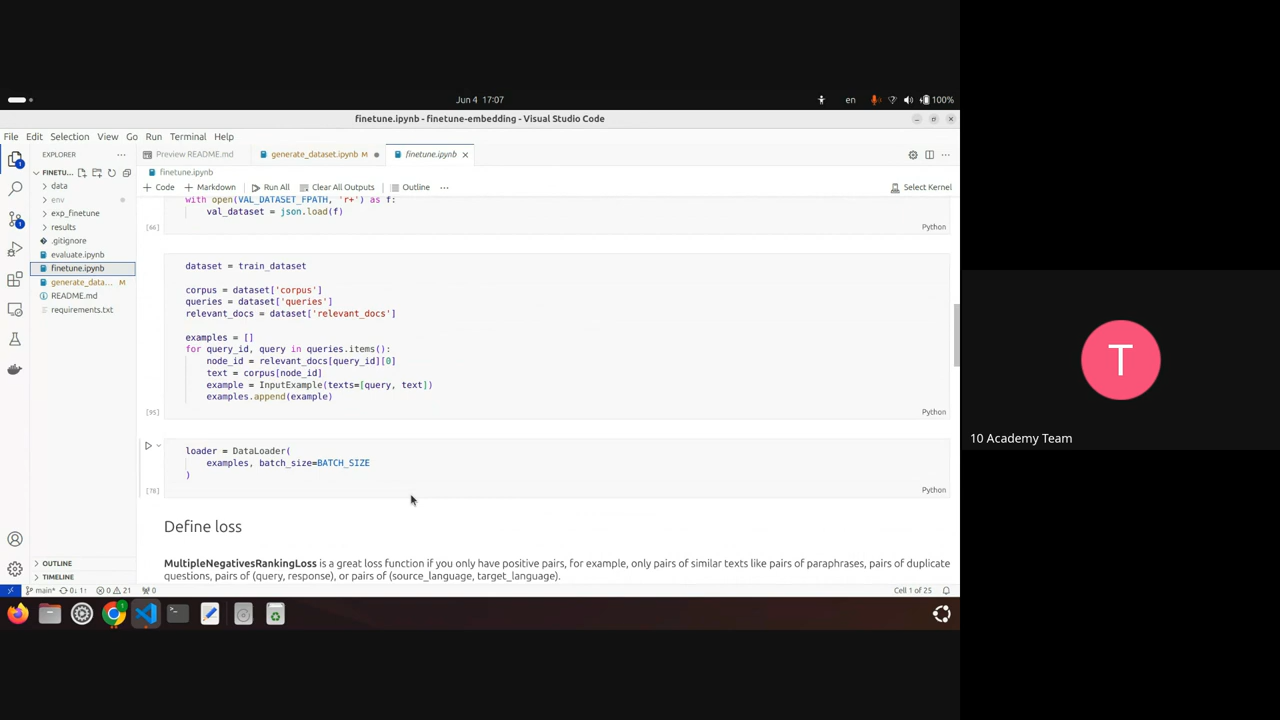 Jun 4 17:07
en
100%
finetune.ipynb - finetune-embedding - Visual Studio Code
File Edit Selection View Go Run Terminal Help
EXPLORER
Preview README.md
generate_dataset.ipynb M
finetune.ipynb
FINETU...
finetune.ipynb
data
+ Code + Markdown Run All Clear All Outputs Outline ... Select Kernel
env
exp_finetune
results
.gitignore
evaluate.ipynb
finetune.ipynb
generate_data... M
README.md
requirements.txt
with open(VAL_DATASET_FPATH, 'r+') as f:
val_dataset = json.load(f)
[66]
Python
dataset = train_dataset
corpus = dataset['corpus']
queries = dataset['queries']
relevant_docs = dataset['relevant_docs']
examples = []
for query_id, query in queries.items():
node_id = relevant_docs[query_id][0]
text = corpus[node_id]
example = InputExample(texts=[query, text])
examples.append(example)
[95]
Python
loader = DataLoader(
examples, batch_size=BATCH_SIZE
)
[78]
Python
Define loss
MultipleNegativesRankingLoss is a great loss function if you only have positive pairs, for example, only pairs of similar texts like pairs of paraphrases, pairs of duplicate
questions, pairs of (query, response), or pairs of (source_language, target_language).
OUTLINE
TIMELINE
main* 0↓ 1↑ 0 21 0
Cell 1 of 25
T
10 Academy Team